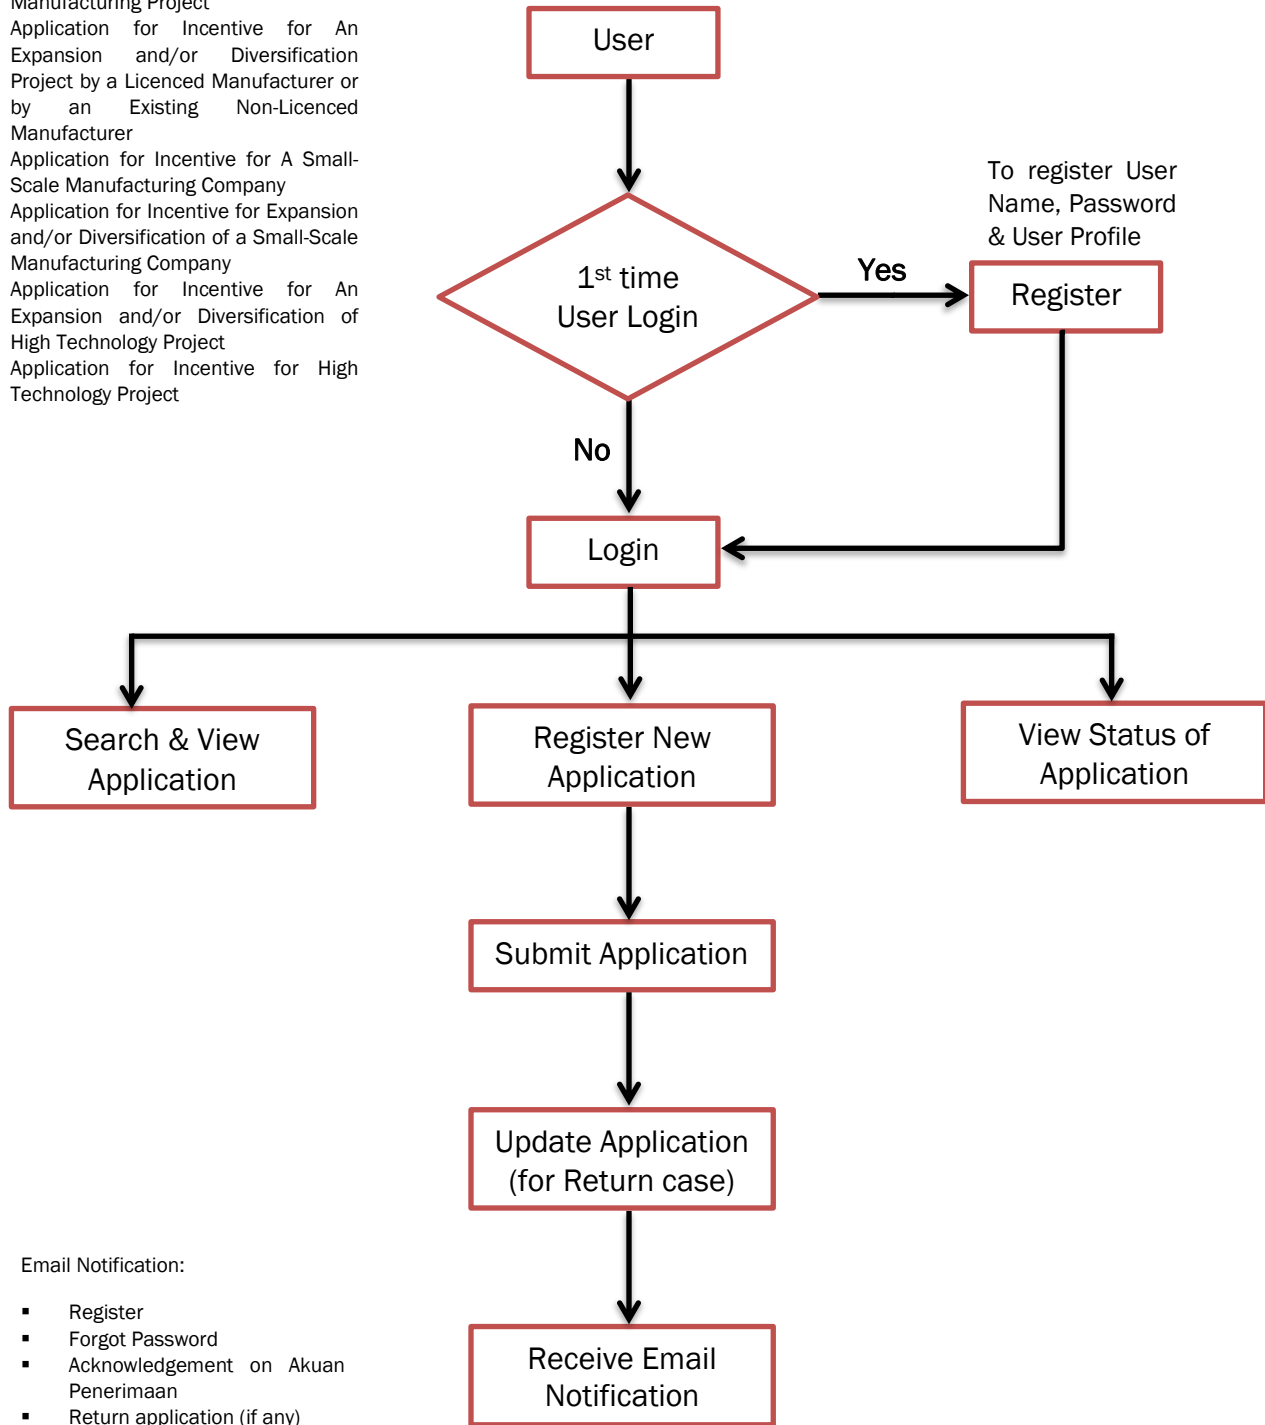 Manufacturing Project
Application for Incentive for An
Expansion and/or Diversification
Project by a Licenced Manufacturer or
by an Existing Non-Licenced
Manufacturer
Application for Incentive for A Small-
Scale Manufacturing Company
Application for Incentive for Expansion
and/or Diversification of a Small-Scale
Manufacturing Company
Application for Incentive for An
Expansion and/or Diversification of
High Technology Project
Application for Incentive for High
Technology Project
User
To register User
Name, Password
& User Profile
1st time
User Login
Yes
Register
No
Login
Search & View
Application
Register New
Application
View Status of
Application
Submit Application
Update Application
(for Return case)
Email Notification:
▪ Register
▪ Forgot Password
▪ Acknowledgement on Akuan
Penerimaan
▪ Return application (if any)
Receive Email
Notification